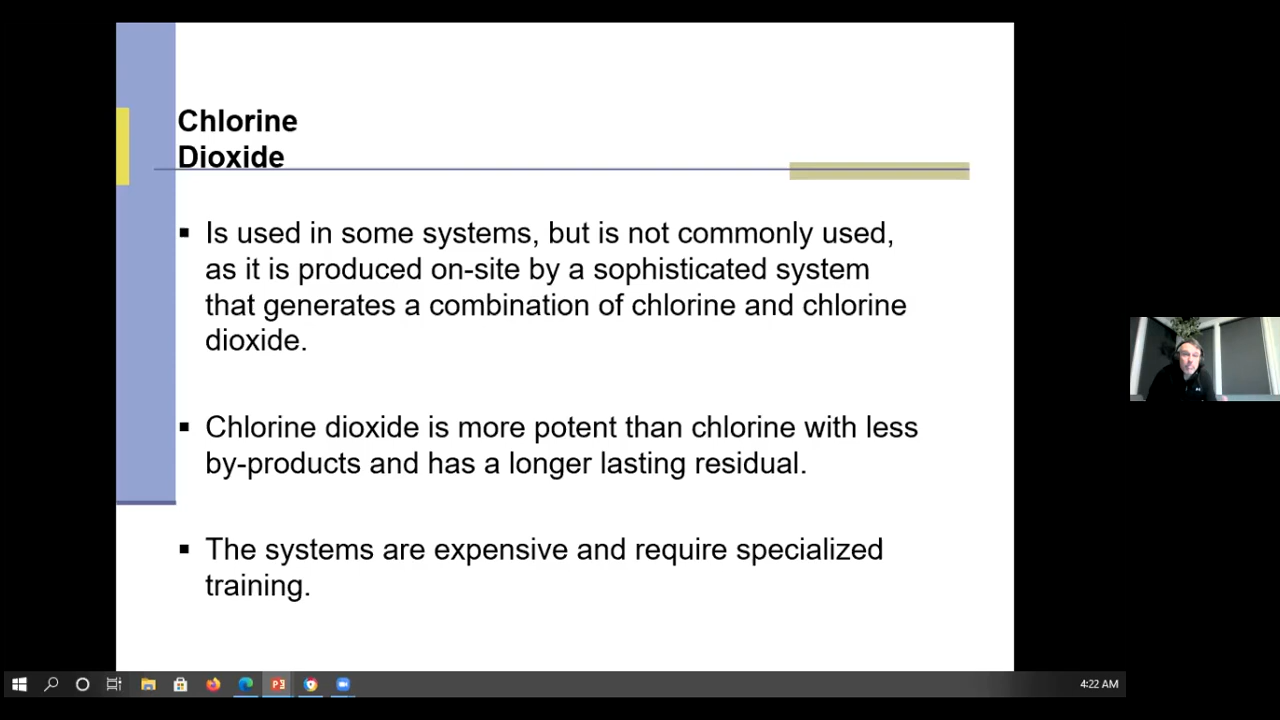 Chlorine
Dioxide
▪ Is used in some systems, but is not commonly used,
as it is produced on-site by a sophisticated system
that generates a combination of chlorine and chlorine
dioxide.
▪ Chlorine dioxide is more potent than chlorine with less
by-products and has a longer lasting residual.
▪ The systems are expensive and require specialized
training.
4:22 AM